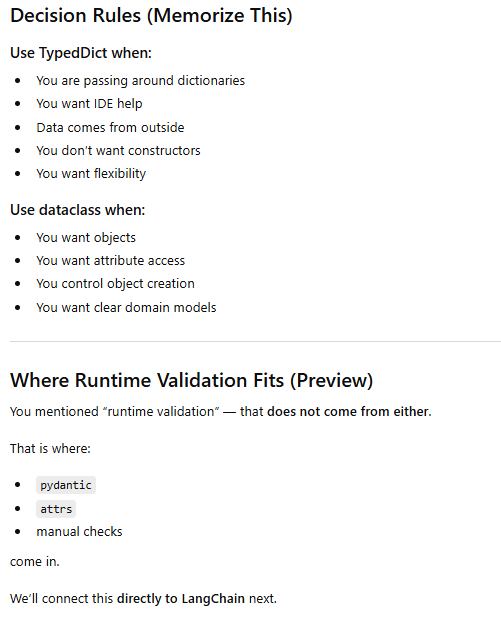 Decision Rules (Memorize This)
Use TypedDict when:
• You are passing around dictionaries
• You want IDE help
• Data comes from outside
• You don't want constructors
• You want flexibility
Use dataclass when:
• You want objects
• You want attribute access
• You control object creation
• You want clear domain models
Where Runtime Validation Fits (Preview)
You mentioned “runtime validation” — that does not come from either.
That is where:
• pydantic
• attrs
• manual checks
come in.
We'll connect this directly to LangChain next.